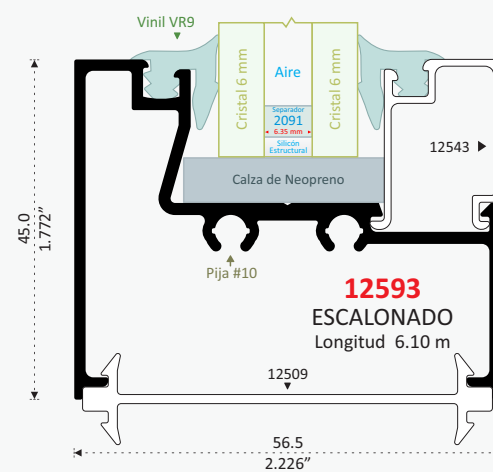 Vinil VR9
Cristal 6 mm
Aire
Cristal 6 mm
Separador
2091
6.35 mm
Silicón
Estructural
12543
Calza de Neopreno
45.0
1.772”
Pija #10
12593
ESCALONADO
Longitud 6.10 m
12509
56.5
2.226”